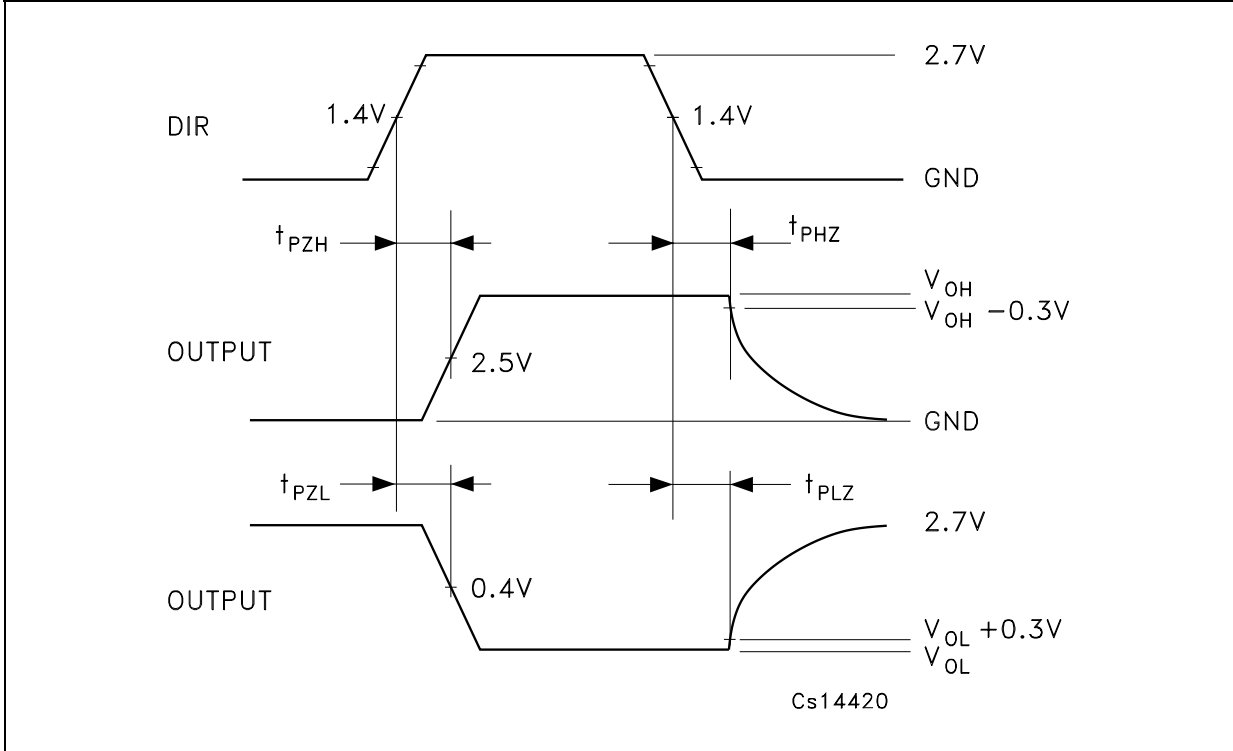 2.7V
1.4V
1.4V
DIR
GND
tPZH
tPHZ
VOH
VOH −0.3V
OUTPUT
2.5V
GND
tPZL
tPLZ
2.7V
0.4V
OUTPUT
VOL +0.3V
VOL
Cs14420